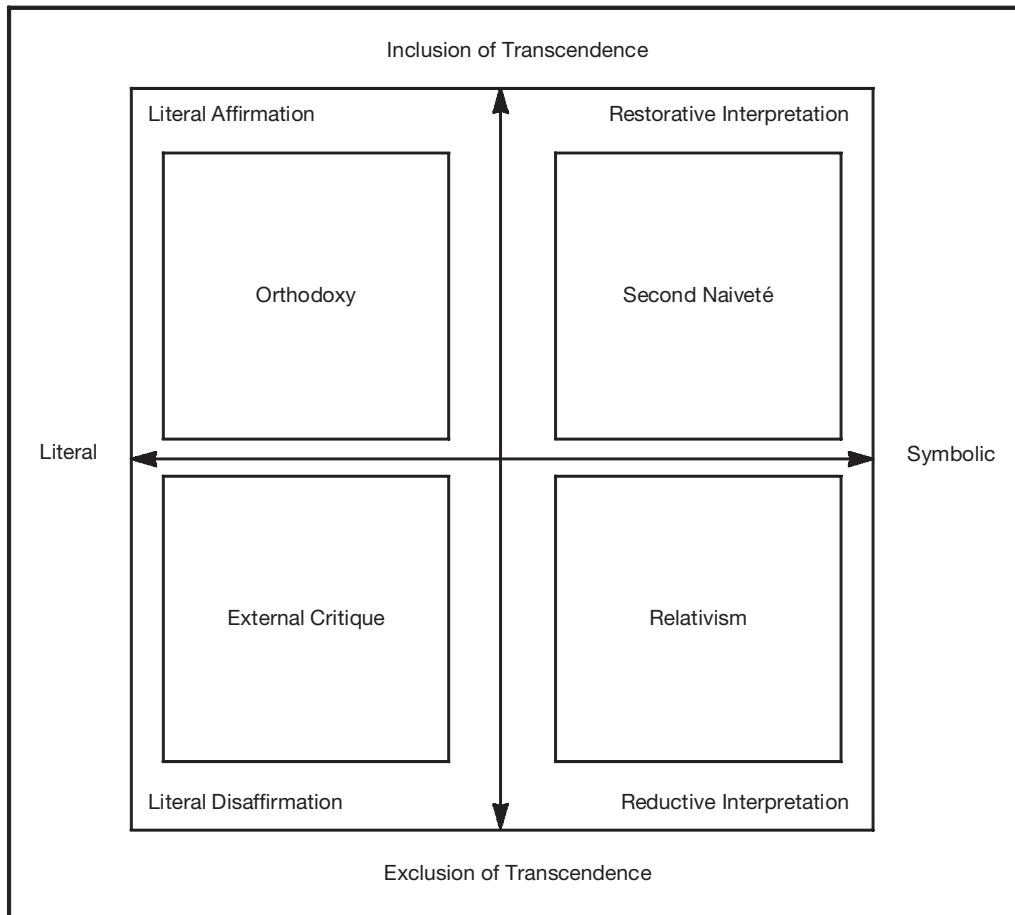 Inclusion of Transcendence
Literal Affirmation
Restorative Interpretation
Orthodoxy
Second Naiveté
Literal
Symbolic
External Critique
Relativism
Literal Disaffirmation
Reductive Interpretation
Exclusion of Transcendence